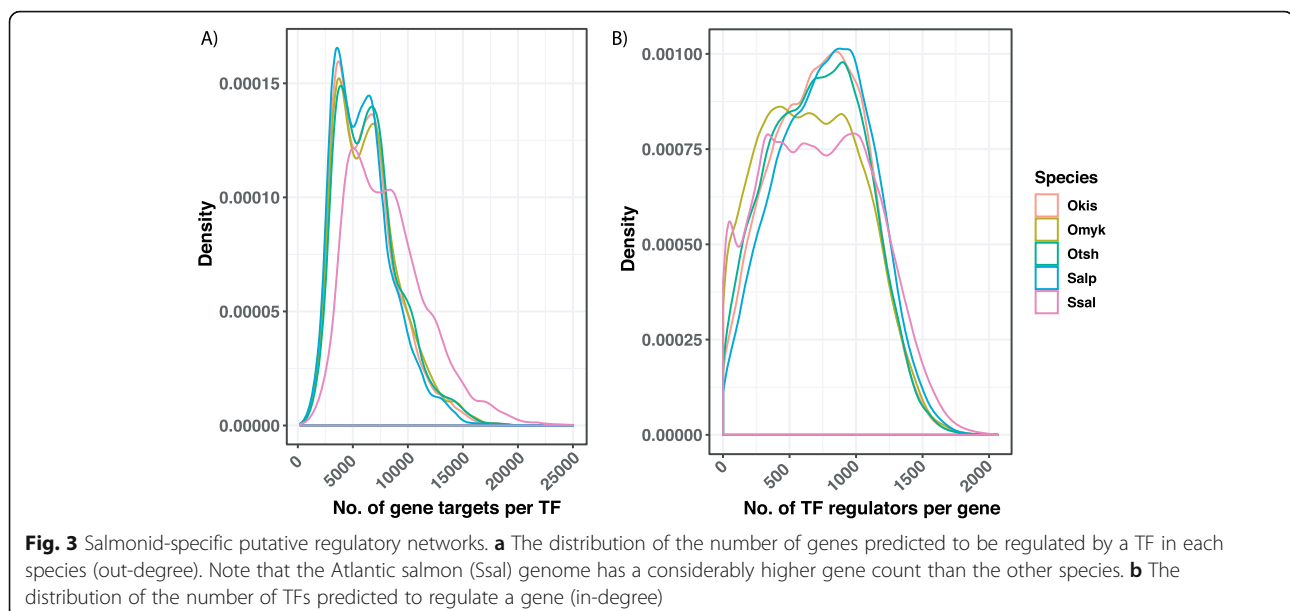 A)
0.00015
0.00010
0.00005
0.00000
Density
0
5000
10000
15000
20000
25000
No. of gene targets per TF
B)
0.00100
0.00075
0.00050
0.00025
0.00000
Density
0
500
1000
1500
2000
No. of TF regulators per gene
Species
Okis
Omyk
Otsh
Salp
Ssal
Fig. 3 Salmonid-specific putative regulatory networks. a The distribution of the number of genes predicted to be regulated by a TF in each
species (out-degree). Note that the Atlantic salmon (Ssal) genome has a considerably higher gene count than the other species. b The
distribution of the number of TFs predicted to regulate a gene (in-degree)